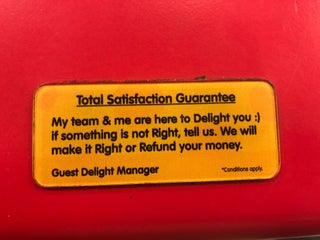 Total Satisfaction Guarantee
My team & me are here to Delight you :)
if something is not Right, tell us. We will
make it Right or Refund your money.
Guest Delight Manager
*Conditions apply.